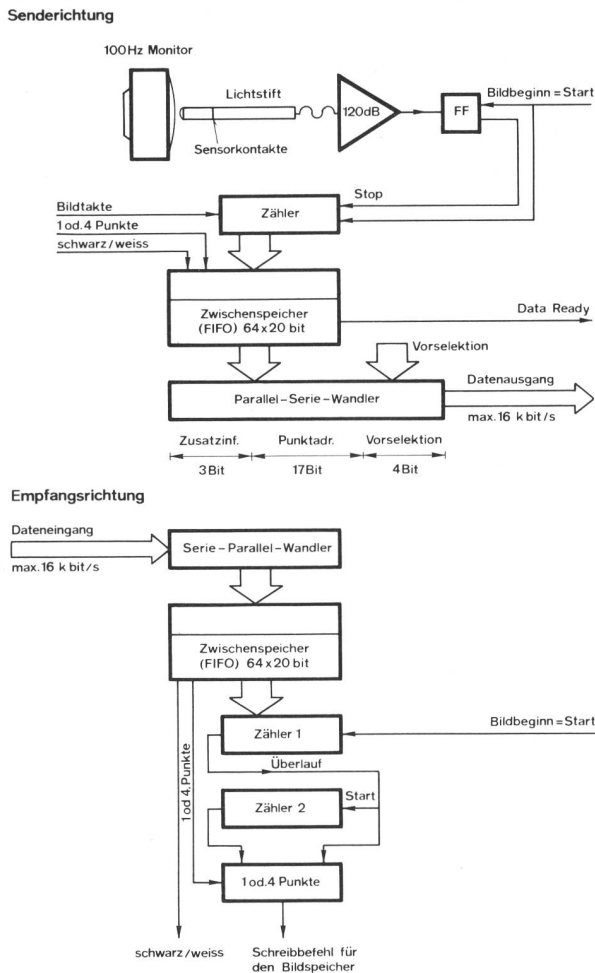 Senderichtung
100Hz Monitor
Lichtstift
Sensorkontakte
120dB
FF
Bildbeginn = Start
Stop
Bildtakte
1 od. 4 Punkte
schwarz/weiss
Zähler
Zwischenspeicher
(FIFO) 64 x 20 bit
Data Ready
Vorselektion
Parallel – Serie – Wandler
Datenausgang
max. 16 k bit/s
Zusatzinf.
Punktadr.
Vorselektion
3 Bit
17 Bit
4 Bit
Empfangsrichtung
Dateneingang
max. 16 k bit/s
Serie – Parallel – Wandler
Zwischenspeicher
(FIFO) 64 x 20 bit
Zähler 1
Bildbeginn = Start
Überlauf
1 od 4. Punkte
Zähler 2
Start
1 od. 4 Punkte
schwarz/weiss
Schreibbefehl für
den Bildspeicher